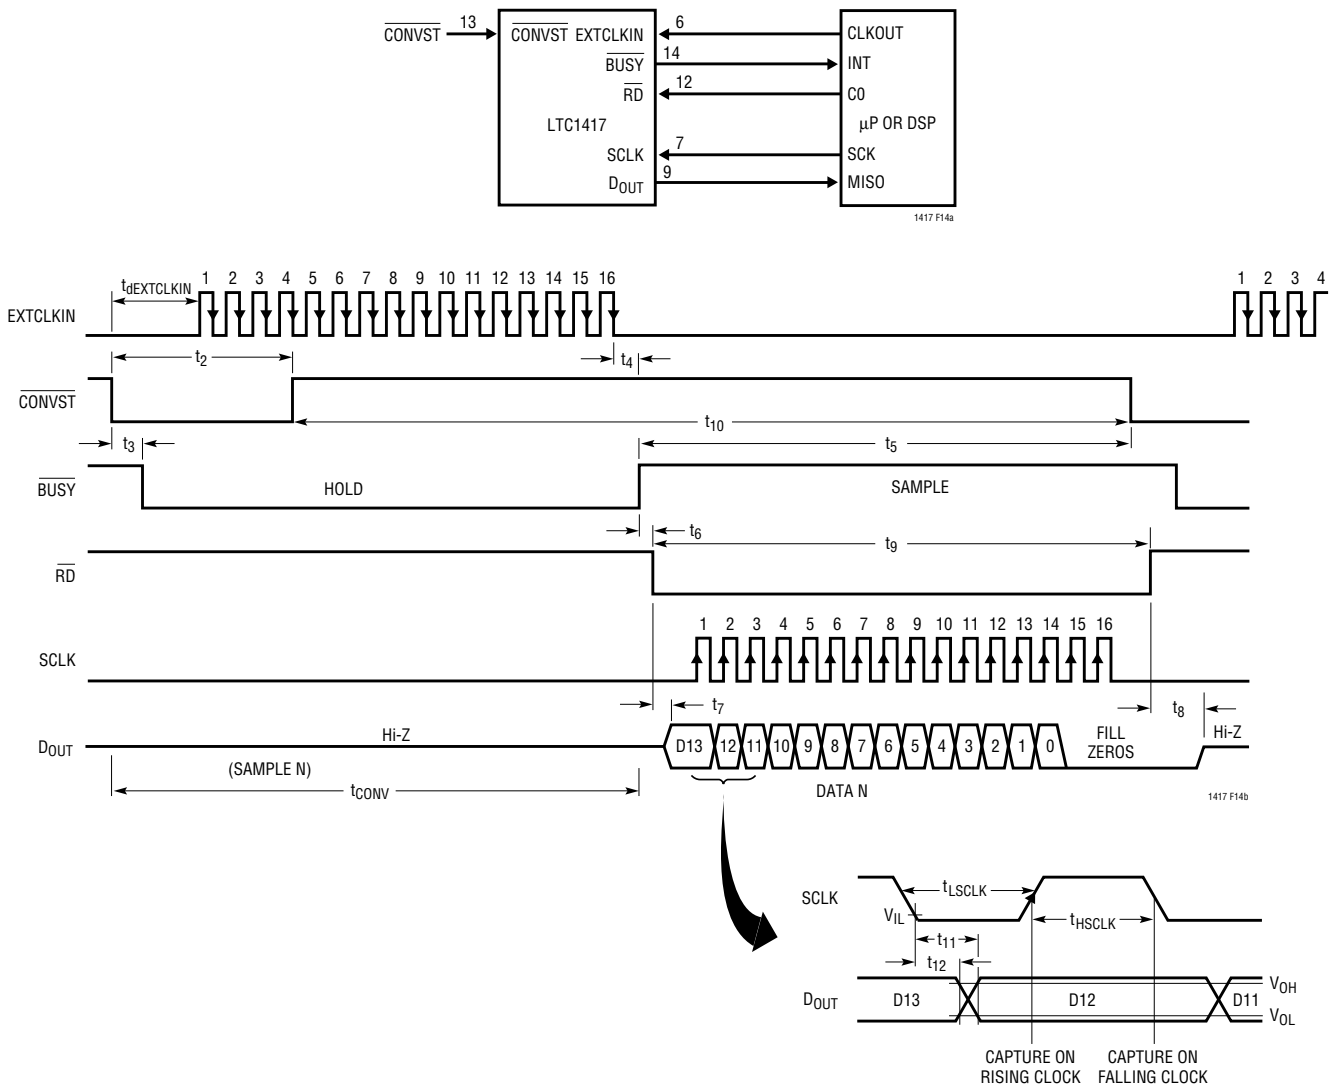 CONVST 13 CONVST EXTCLKIN 6 CLKOUT
BUSY 14 INT
RD 12 C0
LTC1417 µP OR DSP
SCLK 7 SCK
DOUT 9 MISO
1417 F14a
tdEXTCLKIN 1 2 3 4 5 6 7 8 9 10 11 12 13 14 15 16 1 2 3 4
EXTCLKIN
t2 t4
CONVST
t10
t3 t5
BUSY HOLD SAMPLE
t6
t9
RD
1 2 3 4 5 6 7 8 9 10 11 12 13 14 15 16
SCLK
t7 t8
DOUT Hi-Z D13 12 11 10 9 8 7 6 5 4 3 2 1 0 FILL ZEROS Hi-Z
(SAMPLE N)
tCONV DATA N
1417 F14b
SCLK tLSCLK
VIL tHSCLK
t11
t12
DOUT D13 D12 D11 VOH
VOL
CAPTURE ON CAPTURE ON
RISING CLOCK FALLING CLOCK